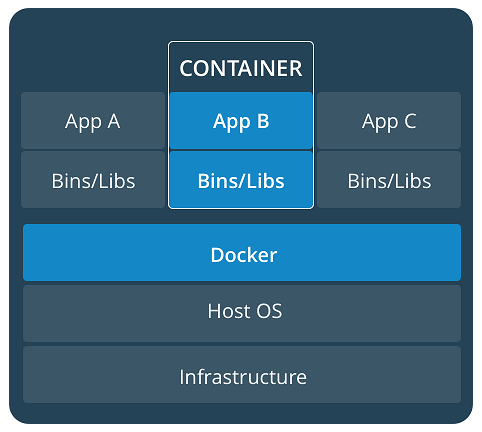 CONTAINER
App A
App B
App C
Bins/Libs
Bins/Libs
Bins/Libs
Docker
Host OS
Infrastructure